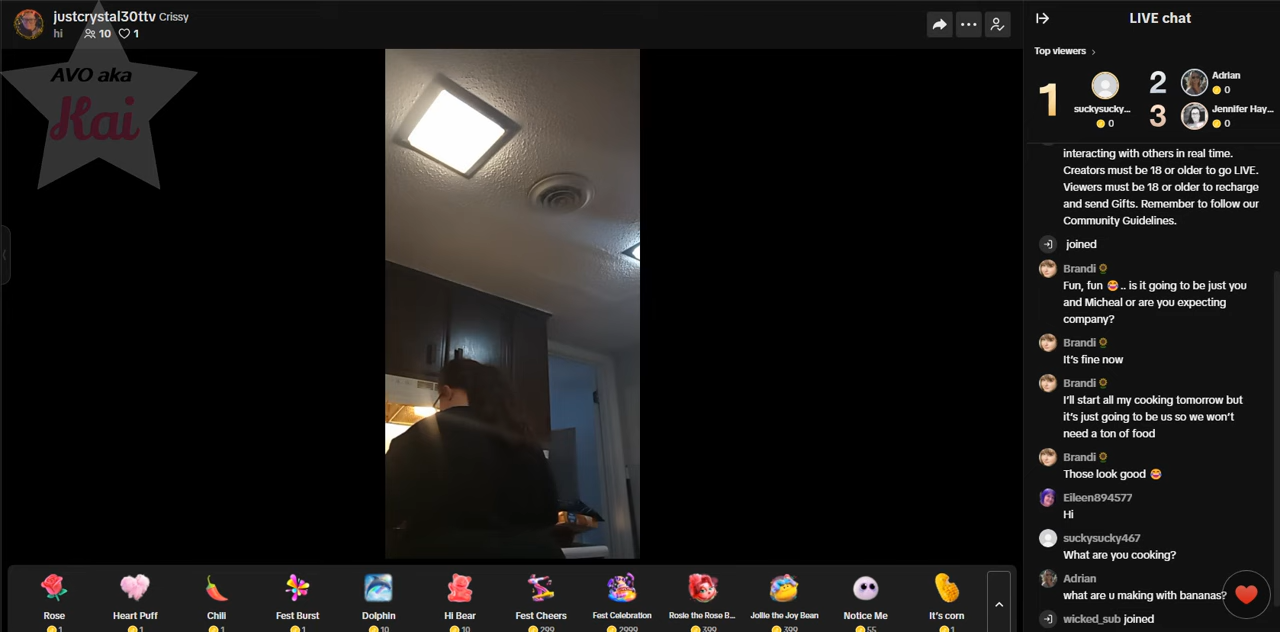 justcrystal30ttv Crissy
hi 10 1
AVO aka
Kai
LIVE chat
Top viewers
1 suckysucky... 0
2 Adrian 0
3 Jennifer Hay... 0
interacting with others in real time.
Creators must be 18 or older to go LIVE.
Viewers must be 18 or older to recharge
and send Gifts. Remember to follow our
Community Guidelines.
joined
Brandi
Fun, fun 😅 .. is it going to be just you
and Micheal or are you expecting
company?
Brandi
It's fine now
Brandi
I'll start all my cooking tomorrow but
it's just going to be us so we won't
need a ton of food
Brandi
Those look good 😅
Eileen894577
Hi
suckysucky467
What are you cooking?
Adrian
what are u making with bananas?
wicked_sub joined
Rose Heart Puff Chili Fest Burst Dolphin Hi Bear Fest Cheers Fest Celebration Rosie the Rose B... Jollie the Joy Bean Notice Me It's corn
1 1 1 1 10 10 299 2999 399 399 55 1